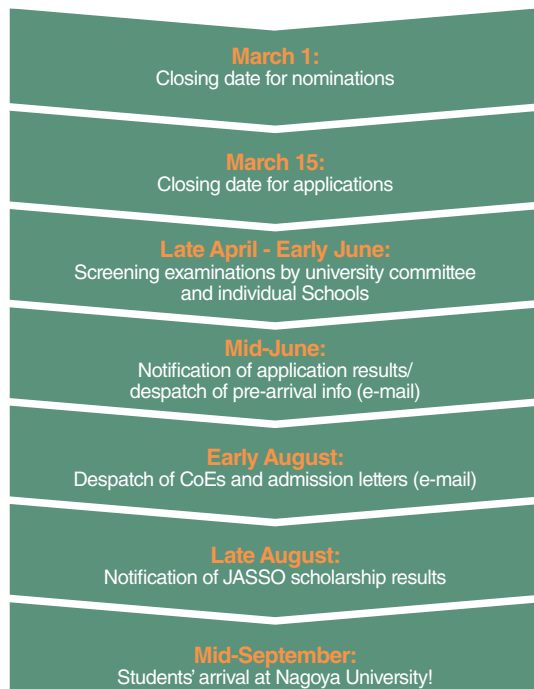 March 1:
Closing date for nominations
March 15:
Closing date for applications
Late April - Early June:
Screening examinations by university committee
and individual Schools
Mid-June:
Notification of application results/
despatch of pre-arrival info (e-mail)
Early August:
Despatch of CoEs and admission letters (e-mail)
Late August:
Notification of JASSO scholarship results
Mid-September:
Students' arrival at Nagoya University!